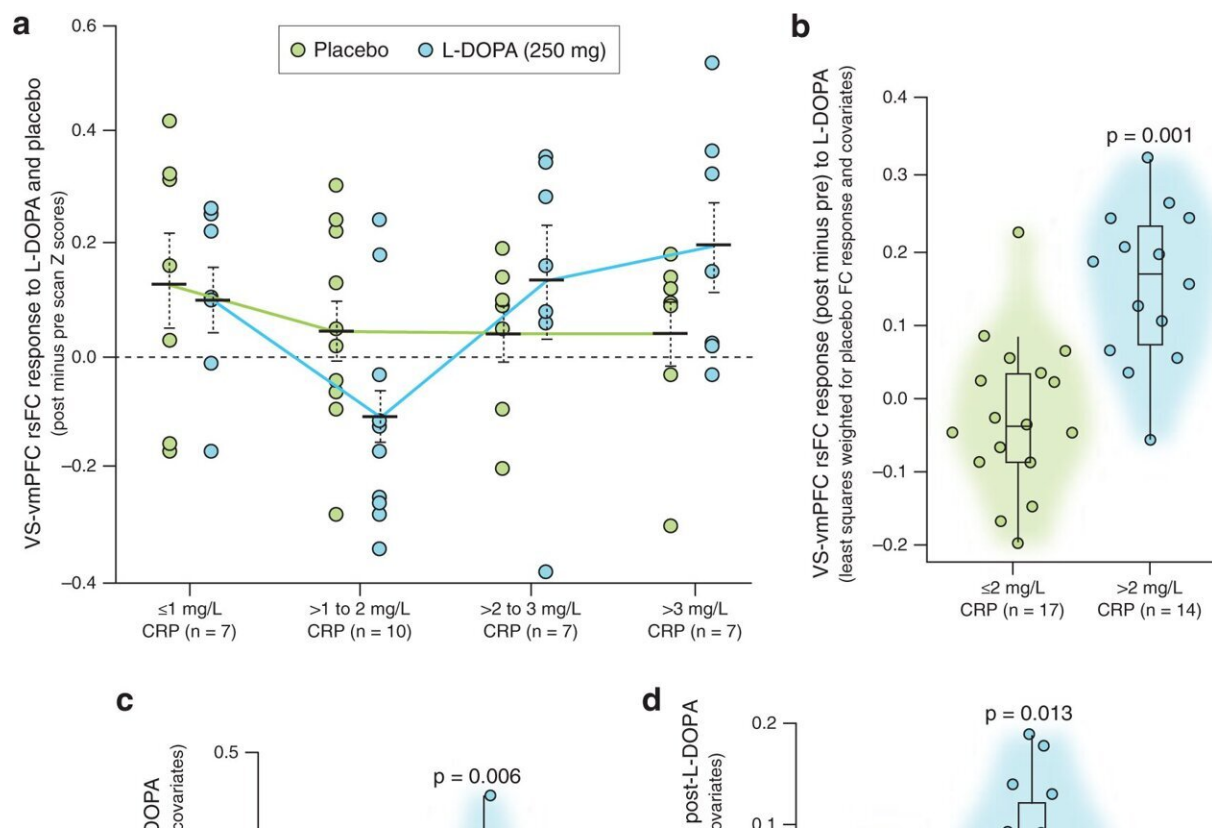 a
VS-vmPFC rsFC response to L-DOPA and placebo
(post minus pre scan Z scores)
0.6
0.4
0.2
0.0
–0.2
–0.4
Placebo
L-DOPA (250 mg)
≤1 mg/L
CRP (n = 7)
>1 to 2 mg/L
CRP (n = 10)
>2 to 3 mg/L
CRP (n = 7)
>3 mg/L
CRP (n = 7)
b
VS-vmPFC rsFC response (post minus pre) to L-DOPA
(least squares weighted for placebo FC response and covariates)
0.4
0.3
0.2
0.1
0.0
–0.1
–0.2
p = 0.001
≤2 mg/L
CRP (n = 17)
>2 mg/L
CRP (n = 14)
c
DOPA
covariates)
0.5
p = 0.006
d
post-L-DOPA
ovariates)
0.2
0.1
p = 0.013